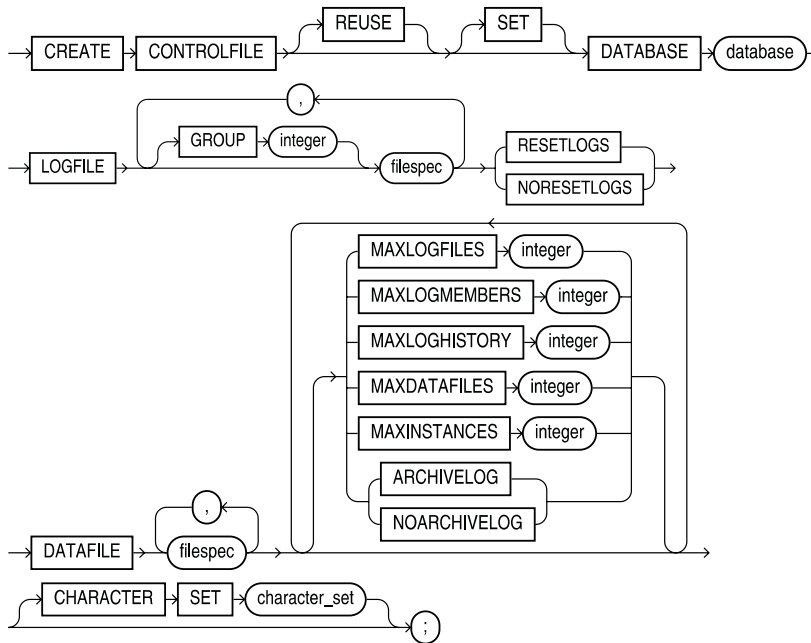 REUSE SET
CREATE CONTROLFILE DATABASE database
,
GROUP integer
LOGFILE filespec
RESETLOGS
NORESETLOGS
MAXLOGFILES integer
MAXLOGMEMBERS integer
MAXLOGHISTORY integer
MAXDATAFILES integer
MAXINSTANCES integer
ARCHIVELOG
NOARCHIVELOG
,
DATAFILE filespec
CHARACTER SET character_set
;